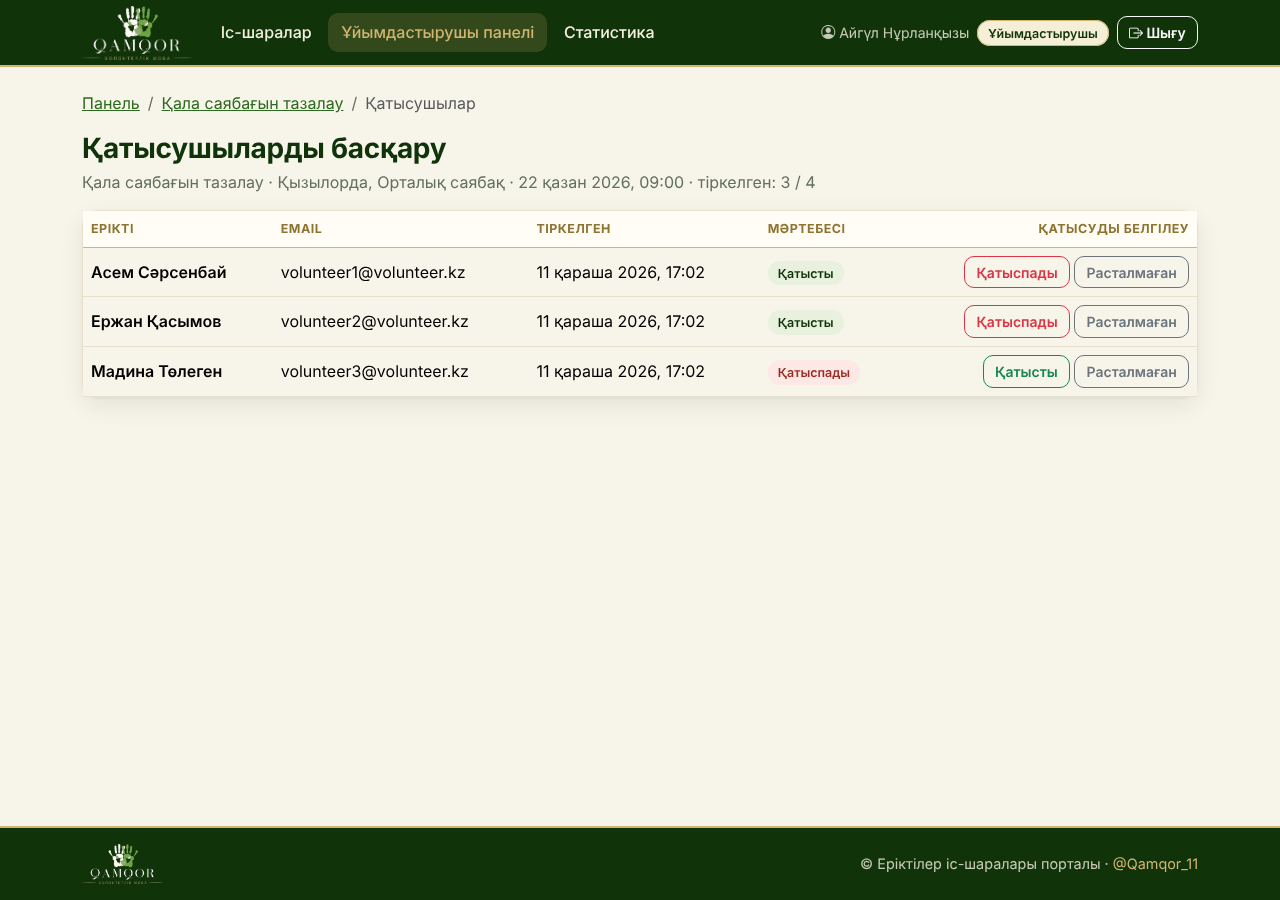 QAMQOR
Іс-шаралар
Ұйымдастырушы панелі
Статистика
Айгүл Нұрланқызы
Ұйымдастырушы
Шығу
Панель / Қала саябағын тазалау / Қатысушылар
Қатысушыларды басқару
Қала саябағын тазалау · Қызылорда, Орталық саябақ · 22 қазан 2026, 09:00 · тіркелген: 3 / 4
ЕРІКТІ EMAIL ТІРКЕЛГЕН МӘРТЕБЕСІ ҚАТЫСУДЫ БЕЛГІЛЕУ
Асем Сәрсенбай volunteer1@volunteer.kz 11 қараша 2026, 17:02 Қатысты Қатыспады Расталмаған
Ержан Қасымов volunteer2@volunteer.kz 11 қараша 2026, 17:02 Қатысты Қатыспады Расталмаған
Мадина Төлеген volunteer3@volunteer.kz 11 қараша 2026, 17:02 Қатыспады Қатысты Расталмаған
QAMQOR
© Еріктілер іс-шаралары порталы · @Qamqor_11